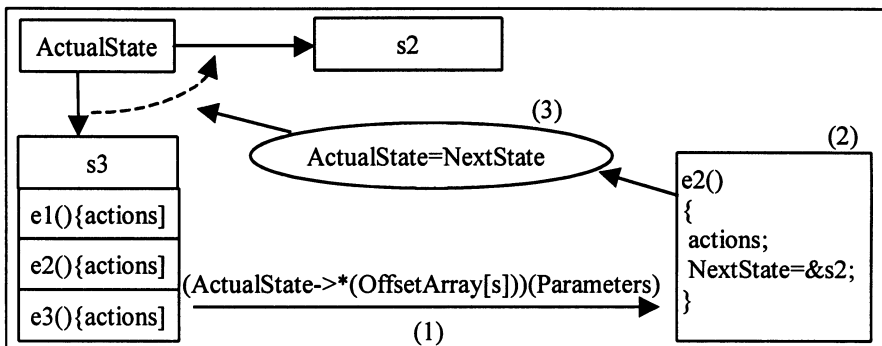 ActualState
s2
(3)
ActualState=NextState
(2)
s3
e1(){actions]
e2(){actions]
e3(){actions]
(ActualState->*(OffsetArray[s]))(Parameters)
(1)
e2()
{
actions;
NextState=&s2;
}